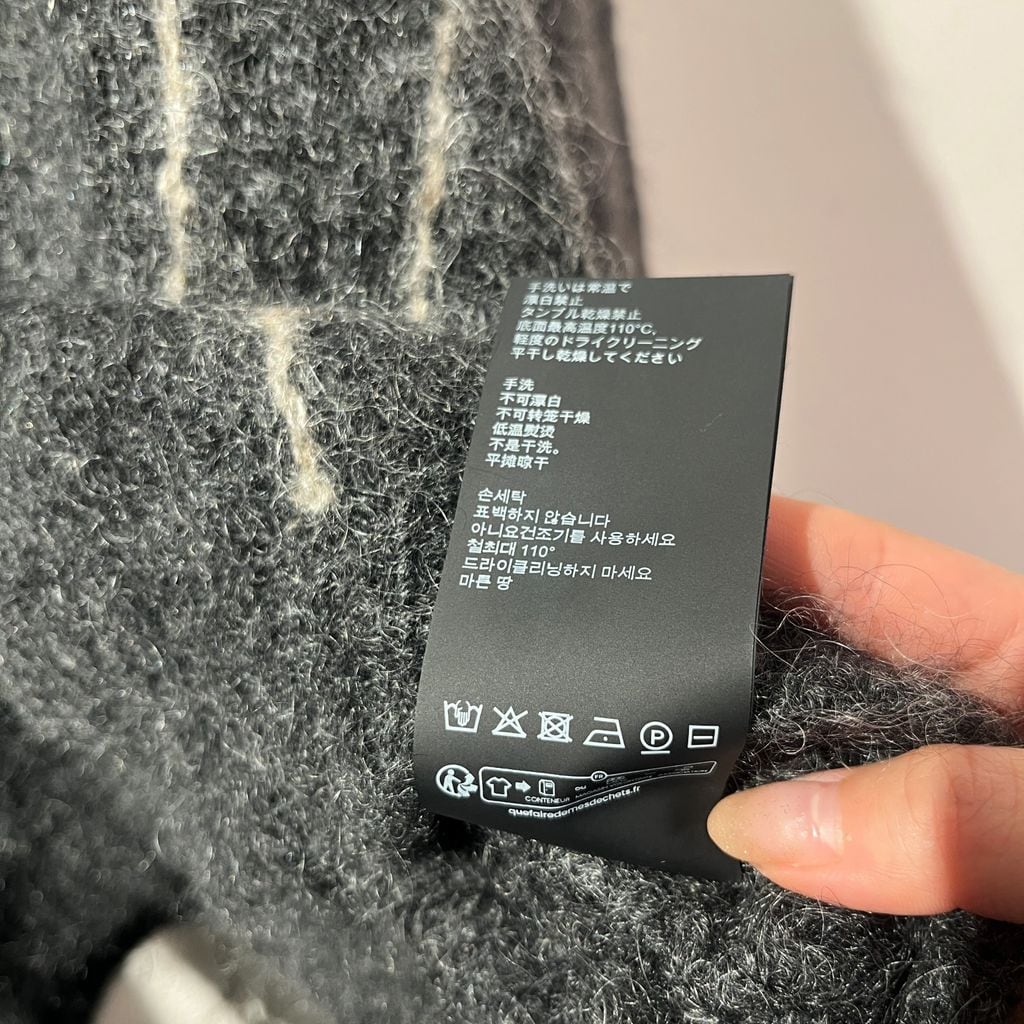 手洗いは常温で
漂白禁止
タンブル乾燥禁止
底面最高温度110°C,
軽度のドライクリーニング
平干し乾燥してください
手洗
不可漂白
不可转笼干燥
低温熨烫
不是干洗。
平摊晾干
손세탁
표백하지 않습니다
아니요건조기를 사용하세요
철최대 110°
드라이클리닝하지 마세요
마른 땅
P
FR
CONTENEUR OU MAGASIN
quefairedemesdechets.fr